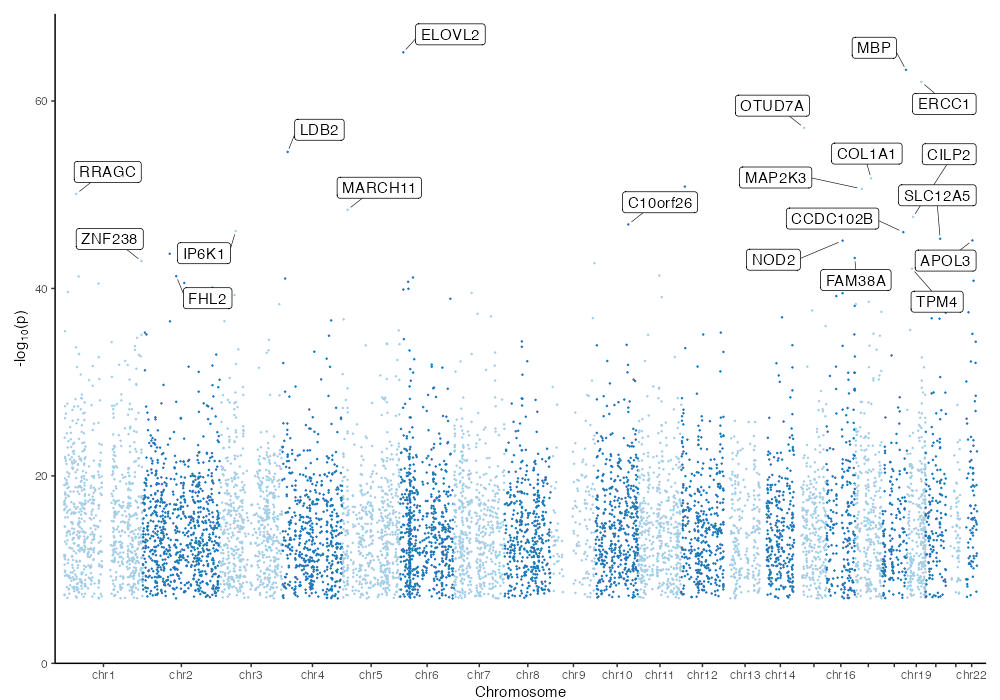 ELOVL2
MBP
60
ERCC1
OTUD7A
LDB2
COL1A1
CILP2
RRAGC
MAP2K3
MARCH11
SLC12A5
C10orf26
CCDC102B
ZNF238
IP6K1
NOD2
APOL3
FAM38A
40
FHL2
TPM4
-log10(p)
20
0
chr1 chr2 chr3 chr4 chr5 chr6 chr7 chr8 chr9 chr10 chr11 chr12 chr13 chr14 chr16 chr19 chr22
Chromosome